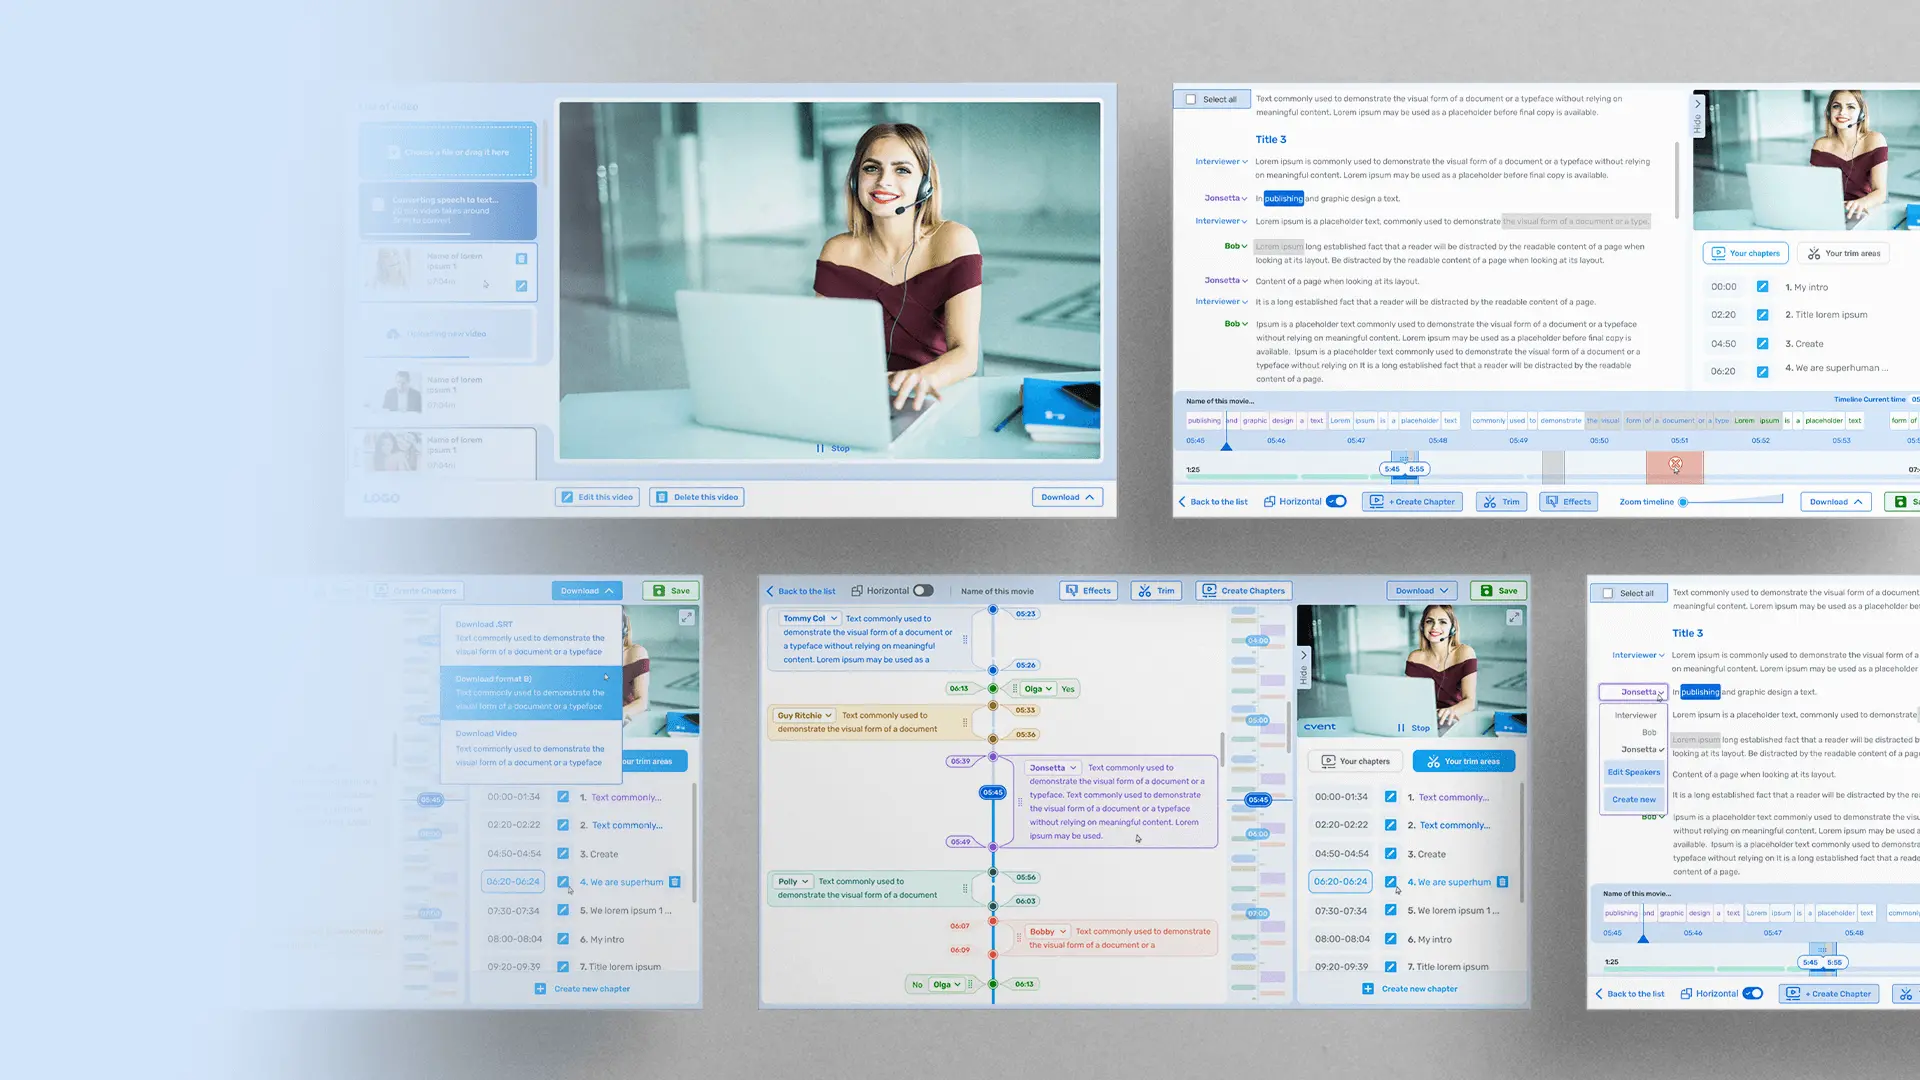 List of video
Choose a file or drag it here
Converting speech to text...
Name of lorem
ipsum 1
07:04m
Uploading new video
Name of lorem
ipsum 1
07:04m
Name of lorem
ipsum 1
07:04m
LOGO
Stop
Edit this video
Delete this video
Download
Select all
Text commonly used to demonstrate the visual form of a document or a typeface without relying on
meaningful content. Lorem ipsum may be used as a placeholder before final copy is available.
Title 3
Interviewer
Lorem ipsum is commonly used to demonstrate the visual form of a document or a typeface without relying
on meaningful content. Lorem ipsum may be used as a placeholder before final copy is available.
Jonsetta
In publishing and graphic design a text.
Interviewer
Lorem ipsum is a placeholder text, commonly used to demonstrate the visual form of a document or a type.
Bob
Lorem ipsum long established fact that a reader will be distracted by the readable content of a page when
looking at its layout. Be distracted by the readable content of a page when looking at its layout.
Jonsetta
Content of a page when looking at its layout.
Interviewer
It is a long established fact that a reader will be distracted by the readable content of a page.
Bob
Ipsum is a placeholder text commonly used to demonstrate the visual form of a document or a typeface
without relying on meaningful content. Lorem ipsum may be used as a placeholder before final copy is
available. Ipsum is a placeholder text commonly used to demonstrate the visual form of a document or a
typeface without relying on It is a long established fact that a reader will be distracted by the readable
content of a page.
Hide
Your chapters
Your trim areas
00:00 1. My intro
02:20 2. Title lorem ipsum
04:50 3. Create
06:20 4. We are superhuman ...
Name of this movie...
Timeline Current time 05
publishing and graphic design a text Lorem ipsum is a placeholder text commonly used to demonstrate the visual form of a document or a type Lorem ipsum is a placeholder text form of
05:45 05:46 05:47 05:48 05:49 05:50 05:51 05:52 05:53
5:45 5:55
1:25
Back to the list
Horizontal
+ Create Chapter
Trim
Effects
Zoom timeline
Download
Create Chapters
Download
Save
Download .SRT
Text commonly used to demonstrate the
visual form of a document or a typeface
Download format B)
Text commonly used to demonstrate the
visual form of a document or a typeface
Download Video
Text commonly used to demonstrate the
visual form of a document or a typeface
our trim areas
05:45
07:00
00:00-01:34 1. Text commonly...
02:20-02:22 2. Text commonly...
04:50-04:54 3. Create
06:20-06:24 4. We are superhum
07:30-07:34 5. We lorem ipsum 1 ...
08:00-08:04 6. My intro
09:20-09:39 7. Title lorem ipsum
Create new chapter
Back to the list
Horizontal
Name of this movie
Effects
Trim
Create Chapters
Download
Save
05:23
Tommy Col Text commonly used to
demonstrate the visual form of a document or
a typeface without relying on meaningful
content. Lorem ipsum may be used as a
05:26
06:13
Olga Yes
05:33
Guy Ritchie Text commonly used to
demonstrate the visual form of a document
05:36
05:39
Jonsetta Text commonly used to
demonstrate the visual form of a document or a
typeface. Text commonly used to demonstrate
the visual form of a document or a typeface
without relying on meaningful content. Lorem
ipsum may be used.
05:45
05:49
05:56
Polly Text commonly used to
demonstrate the visual form of a document
06:03
06:07
Bobby Text commonly used to demonstrate
the visual form of a document or a
06:09
No Olga
06:13
04:00
05:00
05:45
06:00
07:00
Hide
cvent
Stop
Your chapters
Your trim areas
00:00-01:34 1. Text commonly...
02:20-02:22 2. Text commonly...
04:50-04:54 3. Create
06:20-06:24 4. We are superhum
07:30-07:34 5. We lorem ipsum 1 ...
08:00-08:04 6. My intro
09:20-09:39 7. Title lorem ipsum
Create new chapter
Select all
Text commonly used to demonstrate the visual form of a docume
meaningful content. Lorem ipsum may be used as a placeholder be
Title 3
Interviewer
Lorem ipsum is commonly used to demonstrate the visual form of a
on meaningful content. Lorem ipsum may be used as a placeholder
Jonsetta
In publishing and graphic design a text.
Interviewer
Bob
Jonsetta
Edit Speakers
Create new
Lorem ipsum is a placeholder text, commonly used to demonstrate
Lorem ipsum long established fact that a reader will be distracted b
looking at its layout. Be distracted by the readable content of a page
Content of a page when looking at its layout.
It is a long established fact that a reader will be distracted by the rea
Bob
Ipsum is a placeholder text commonly used to demonstrate the visua
without relying on meaningful content. Lorem ipsum may be used a
available. Ipsum is a placeholder text commonly used to demonstra
typeface without relying on It is a long established fact that a reade
content of a page.
Name of this movie...
publishing and graphic design a text Lorem ipsum is a placeholder text commonly
05:45 05:46 05:47 05:48
5:45 5:55
1:25
Back to the list
Horizontal
+ Create Chapter